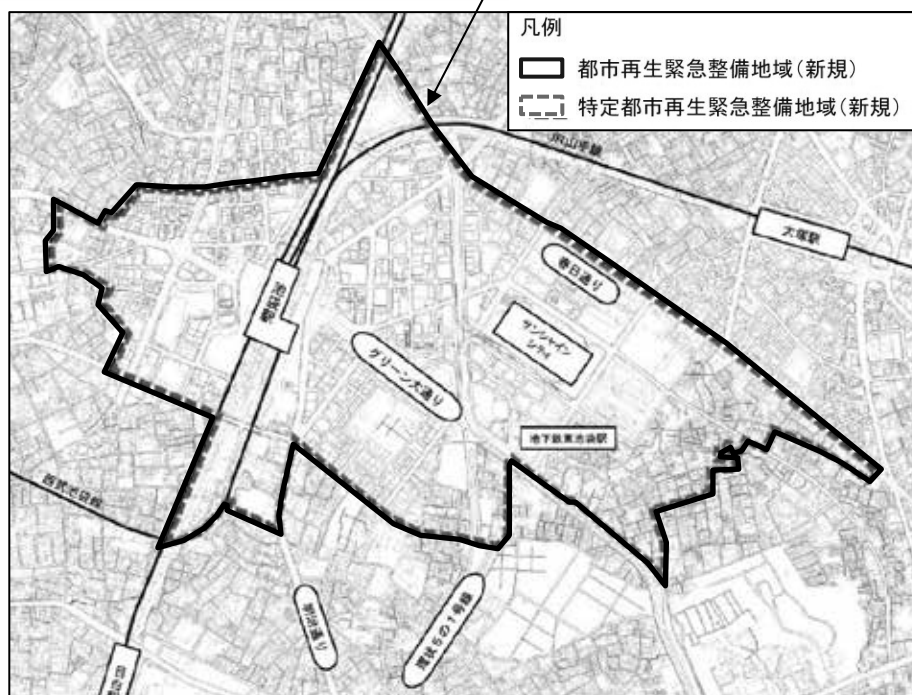 凡例
都市再生緊急整備地域(新規)
特定都市再生緊急整備地域(新規)
JR山手線
大塚駅
春日通り
池袋駅
サンシャイン
シティ
グリーン大通り
地下鉄東池袋駅
西武池袋線
明治通り
環状5の1号線
目白駅